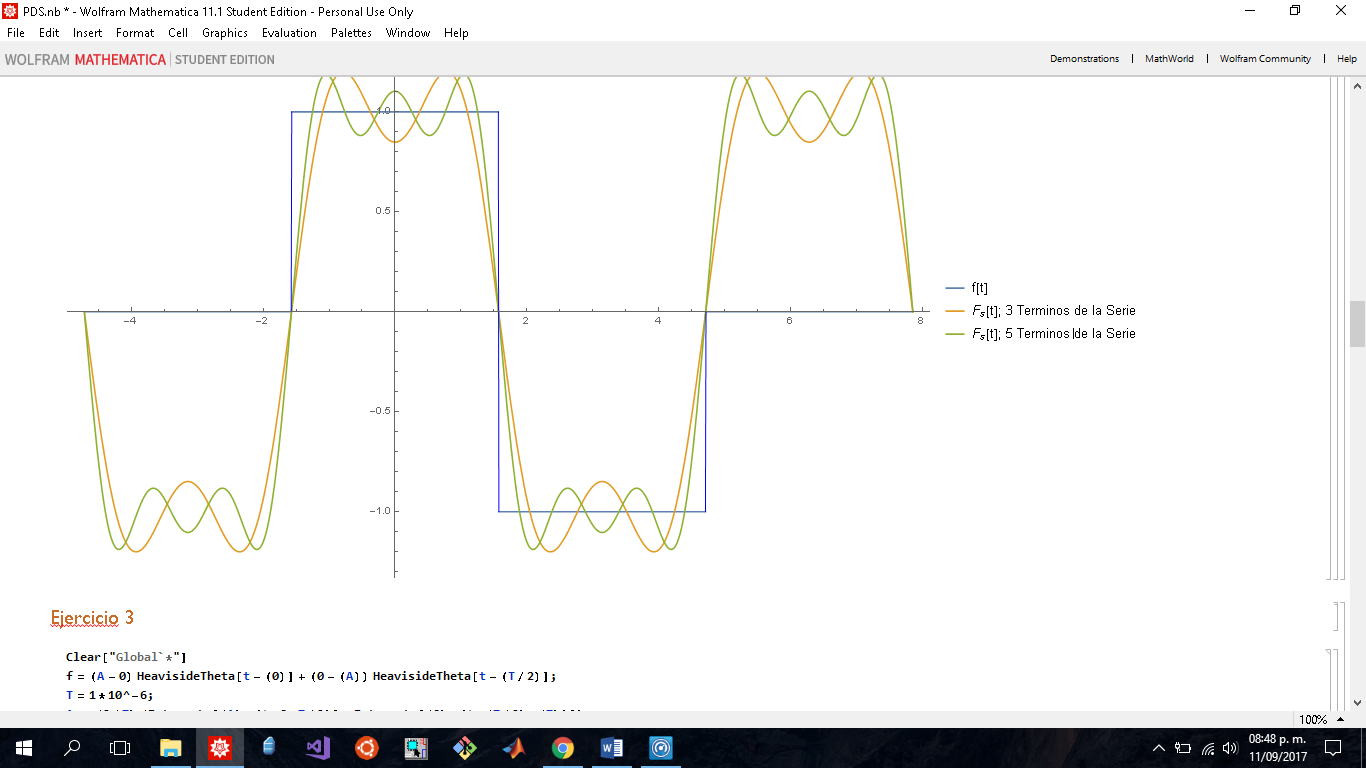 PDS.nb * - Wolfram Mathematica 11.1 Student Edition - Personal Use Only
File Edit Insert Format Cell Graphics Evaluation Palettes Window Help
WOLFRAM MATHEMATICA STUDENT EDITION
Demonstrations | MathWorld | Wolfram Community | Help
1.0
0.5
−4 −2 2 4 6 8
−0.5
−1.0
f[t]
Fs[t]; 3 Terminos de la Serie
Fs[t]; 5 Terminos de la Serie
Ejercicio 3
Clear["Global`*"]
f = (A - 0) HeavisideTheta[t - (0)] + (0 - (A)) HeavisideTheta[t - (T / 2)];
T = 1 * 10^-6;
100%
08:48 p. m.
11/09/2017